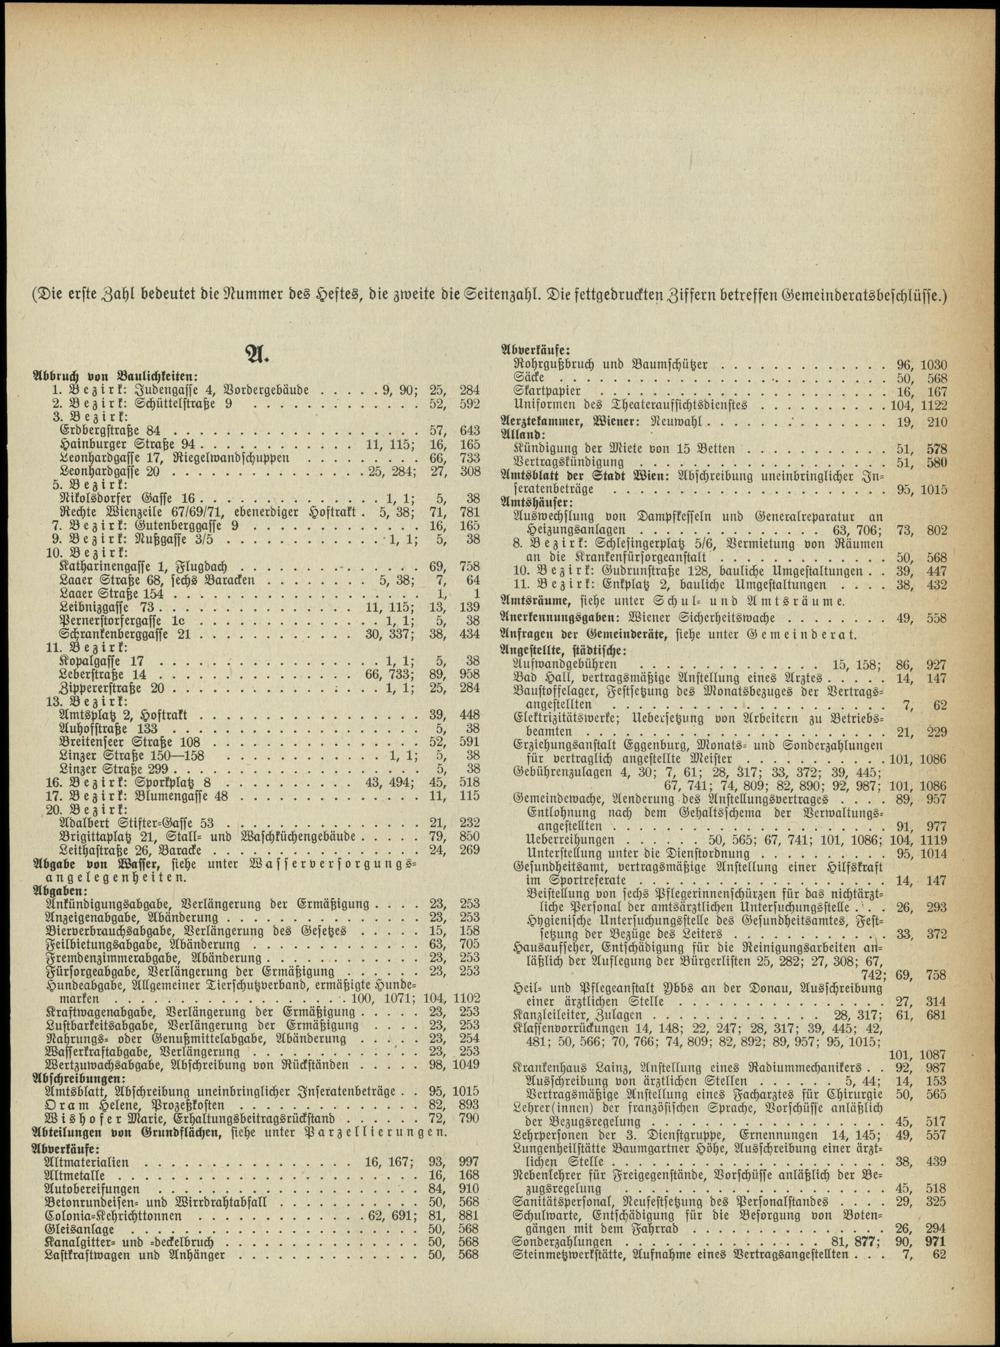 (Die erste Zahl bedeutet die Nummer des Heftes, die zweite die Seitenzahl. Die fettgedruckten Ziffern betreffen Gemeinderatsbeschlüsse.)
A.
Abbruch von Baulichkeiten:
1. Bezirk: Judengasse 4, Vordergebäude . . . . . 9, 90; 25, 284
2. Bezirk: Schüttelstraße 9 . . . . . . . . . . . 52, 592
3. Bezirk:
Erdbergstraße 84 . . . . . . . . . . . . . . . . 57, 643
Hainburger Straße 94 . . . . . . . . . . 11, 115; 16, 165
Leonhardgasse 17, Riegelwandschuppen . . . . . . . 66, 733
Leonhardgasse 20 . . . . . . . . . . . . 25, 284; 27, 308
5. Bezirk:
Nikolsdorfer Gasse 16 . . . . . . . . . . . 1, 1; 5, 38
Rechte Wienzeile 67/69/71, ebenerdiger Hoftrakt . 5, 38; 71, 781
7. Bezirk: Gutenberggasse 9 . . . . . . . . . . . 16, 165
9. Bezirk: Nußgasse 3/5 . . . . . . . . . . 1, 1; 5, 38
10. Bezirk:
Katharinengasse 1, Flugdach . . . . . . . . . . . 69, 758
Laaer Straße 68, sechs Baracken . . . . . . 5, 38; 7, 64
Laaer Straße 154 . . . . . . . . . . . . . . . . 1, 1
Leibnizgasse 73 . . . . . . . . . . . . . 11, 115; 13, 139
Pernerstorfergasse 1c . . . . . . . . . . . 1, 1; 5, 38
Schrankenberggasse 21 . . . . . . . . . . 30, 337; 38, 434
11. Bezirk:
Kopalgasse 17 . . . . . . . . . . . . . . . 1, 1; 5, 38
Leberstraße 14 . . . . . . . . . . . . . 66, 733; 89, 958
Zippererstraße 20 . . . . . . . . . . . . . 1, 1; 25, 284
13. Bezirk:
Amtsplatz 2, Hoftrakt . . . . . . . . . . . . . . 39, 448
Auhofstraße 133 . . . . . . . . . . . . . . . . . 5, 38
Breitenseer Straße 108 . . . . . . . . . . . . . . 52, 591
Linzer Straße 150—158 . . . . . . . . . . . 1, 1; 5, 38
Linzer Straße 299 . . . . . . . . . . . . . . . . 5, 38
16. Bezirk: Sporkplatz 8 . . . . . . . . . 43, 494; 45, 518
17. Bezirk: Blumengasse 48 . . . . . . . . . . . . 11, 115
20. Bezirk:
Adalbert Stifter-Gasse 53 . . . . . . . . . . . . 21, 232
Brigittaplatz 21, Stall- und Waschküchengebäude . . . . . 79, 850
Leithastraße 26, Baracke . . . . . . . . . . . . . 24, 269
Abgabe von Wasser, siehe unter Wasserversorgungs-
angelegenheiten.
Abgaben:
Ankündigungsabgabe, Verlängerung der Ermäßigung . . . . 23, 253
Anzeigenabgabe, Abänderung . . . . . . . . . . . . 23, 253
Bierverbrauchsabgabe, Verlängerung des Gesetzes . . . . . 15, 158
Feilbietungsabgabe, Abänderung . . . . . . . . . . 63, 705
Fremdenzimmerabgabe, Abänderung . . . . . . . . . . 23, 253
Fürsorgeabgabe, Verlängerung der Ermäßigung . . . . . . 23, 253
Hundeabgabe, Allgemeiner Tierschutzverband, ermäßigte Hunde-
marken . . . . . . . . . . . . . . 100, 1071; 104, 1102
Kraftwagenabgabe, Verlängerung der Ermäßigung . . . . . 23, 253
Lustbarkeitsabgabe, Verlängerung der Ermäßigung . . . . 23, 253
Nahrungs- oder Genußmittelabgabe, Abänderung . . . . . 23, 254
Wasserkraftabgabe, Verlängerung . . . . . . . . . . 23, 253
Wertzuwachsabgabe, Abschreibung von Rückständen . . . . . 98, 1049
Abschreibungen:
Amtsblatt, Abschreibung uneinbringlicher Inseratenbeträge . . 95, 1015
Oram Helene, Prozeßkosten . . . . . . . . . . . . 82, 893
Wishofer Marie, Erhaltungsbeitragsrückstand . . . . . . 72, 790
Abteilungen von Grundflächen, siehe unter Parzellierungen.
Abverkäufe:
Altmaterialien . . . . . . . . . . . . . 16, 167; 93, 997
Altmetalle . . . . . . . . . . . . . . . . . . . 16, 168
Autobereifungen . . . . . . . . . . . . . . . . . 84, 910
Betonrundeisen- und Wirrdrahtabfall . . . . . . . . 50, 568
Colonia-Kehrichttonnen . . . . . . . . . . 62, 691; 81, 881
Gleisanlage . . . . . . . . . . . . . . . . . . . 50, 568
Kanalgitter- und -deckelbruch . . . . . . . . . . . 50, 568
Lastkraftwagen und Anhänger . . . . . . . . . . . . 50, 568
Abverkäufe:
Rohrgußbruch und Baumschützer . . . . . . . . . . 96, 1030
Säcke . . . . . . . . . . . . . . . . . . . . . 50, 568
Skartpapier . . . . . . . . . . . . . . . . . . 16, 167
Uniformen des Theateraufsichtsdienstes . . . . . . . 104, 1122
Aerztekammer, Wiener: Neuwahl . . . . . . . . . . . 19, 210
Alland:
Kündigung der Miete von 15 Betten . . . . . . . . . 51, 578
Vertragskündigung . . . . . . . . . . . . . . . . 51, 580
Amtsblatt der Stadt Wien: Abschreibung uneinbringlicher In-
seratenbeträge . . . . . . . . . . . . . . . . . 95, 1015
Amtshäuser:
Auswechslung von Dampfkesseln und Generalreparatur an
Heizungsanlagen . . . . . . . . . . . . 63, 706; 73, 802
8. Bezirk: Schlesingerplatz 5/6, Vermietung von Räumen
an die Krankenfürsorgeanstalt . . . . . . . . . . . 50, 568
10. Bezirk: Gudrunstraße 128, bauliche Umgestaltungen . . 39, 447
11. Bezirk: Enkplatz 2, bauliche Umgestaltungen . . . . 38, 432
Amtsräume, siehe unter Schul- und Amtsräume.
Anerkennungsgaben: Wiener Sicherheitswache . . . . . . . 49, 558
Anfragen der Gemeinderäte, siehe unter Gemeinderat.
Angestellte, städtische:
Aufwandgebühren . . . . . . . . . . . . 15, 158; 86, 927
Bad Hall, vertragsmäßige Anstellung eines Arztes . . . . . 14, 147
Baustofflager, Festsetzung des Monatsbezuges der Vertrags-
angestellten . . . . . . . . . . . . . . . . . . 7, 62
Elektrizitätswerke; Uebersetzung von Arbeitern zu Betriebs-
beamten . . . . . . . . . . . . . . . . . . . . 21, 229
Erziehungsanstalt Eggenburg, Monats- und Sonderzahlungen
für vertraglich angestellte Meister . . . . . . . . . 101, 1086
Gebührenzulagen 4, 30; 7, 61; 28, 317; 33, 372; 39, 445;
67, 741; 74, 809; 82, 890; 92, 987; 101, 1086
Gemeindewache, Aenderung des Anstellungsvertrages . . . . 89, 957
Entlohnung nach dem Gehaltsschema der Verwaltungs-
angestellten . . . . . . . . . . . . . . . . . . 91, 977
Ueberreihungen . . . . . . 50, 565; 67, 741; 101, 1086; 104, 1119
Unterstellung unter die Dienstordnung . . . . . . . . 95, 1014
Gesundheitsamt, vertragsmäßige Anstellung einer Hilfskraft
im Sportreferate . . . . . . . . . . . . . . . . . 14, 147
Beistellung von sechs Pflegerinnenschürzen für das nichtärzt-
liche Personal der amtsärztlichen Untersuchungsstelle . . . 26, 293
Hygienische Untersuchungsstelle des Gesundheitsamtes, Fest-
setzung der Bezüge des Leiters . . . . . . . . . . . 33, 372
Hausaufseher, Entschädigung für die Reinigungsarbeiten an-
läßlich der Auflegung der Bürgerlisten 25, 282; 27, 308; 67,
742; 69, 758
Heil- und Pflegeanstalt Ybbs an der Donau, Ausschreibung
einer ärztlichen Stelle . . . . . . . . . . . . . . 27, 314
Kanzleileiter, Zulagen . . . . . . . . . . 28, 317; 61, 681
Klassenvorrückungen 14, 148; 22, 247; 28, 317; 39, 445; 42,
481; 50, 566; 70, 766; 74, 809; 82, 892; 89, 957; 95, 1015;
101, 1087
Krankenhaus Lainz, Anstellung eines Radiummechanikers . . 92, 987
Ausschreibung von ärztlichen Stellen . . . . . 5, 44; 14, 153
Vertragsmäßige Anstellung eines Facharztes für Chirurgie 50, 565
Lehrer(innen) der französischen Sprache, Vorschüsse anläßlich
der Bezugsregelung . . . . . . . . . . . . . . . . 45, 517
Lehrpersonen der 3. Dienstgruppe, Ernennungen 14, 145; 49, 557
Lungenheilstätte Baumgartner Höhe, Ausschreibung einer ärzt-
lichen Stelle . . . . . . . . . . . . . . . . . . 38, 439
Nebenlehrer für Freigegenstände, Vorschüsse anläßlich der Be-
zugsregelung . . . . . . . . . . . . . . . . . . 45, 518
Sanitätspersonal, Neufestsetzung des Personalstandes . . . . 29, 325
Schulwarte, Entschädigung für die Besorgung von Boten-
gängen mit dem Fahrrad . . . . . . . . . . . . . . 26, 294
Sonderzahlungen . . . . . . . . . . . . 81, 877; 90, 971
Steinmetzwerkstätte, Aufnahme eines Vertragsangestellten . . . 7, 62